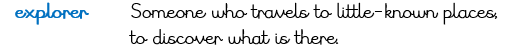 explorer Someone who travels to little-known places,
to discover what is there.